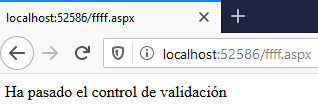 localhost:52586/ffff.aspx
localhost:52586/ffff.aspx
Ha pasado el control de validación